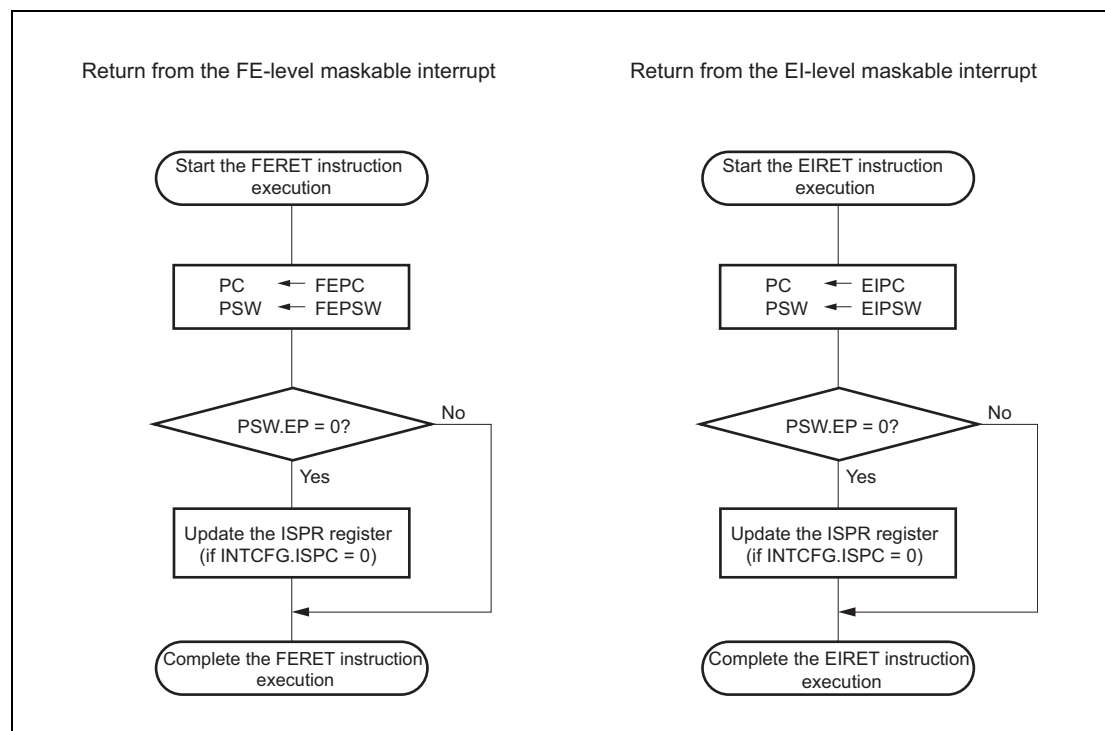 Return from the FE-level maskable interrupt
Start the FERET instruction
execution
PC ← FEPC
PSW ← FEPSW
PSW.EP = 0?
No
Yes
Update the ISPR register
(if INTCFG.ISPC = 0)
Complete the FERET instruction
execution
Return from the EI-level maskable interrupt
Start the EIRET instruction
execution
PC ← EIPC
PSW ← EIPSW
PSW.EP = 0?
No
Yes
Update the ISPR register
(if INTCFG.ISPC = 0)
Complete the EIRET instruction
execution